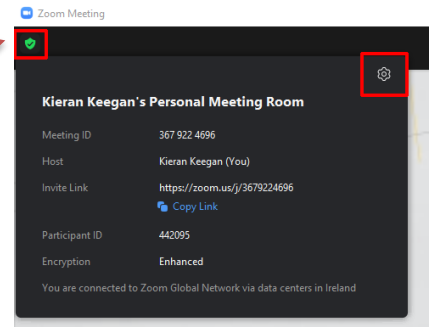 Zoom Meeting
Kieran Keegan's Personal Meeting Room
Meeting ID 367 922 4696
Host Kieran Keegan (You)
Invite Link https://zoom.us/j/3679224696
Copy Link
Participant ID 442095
Encryption Enhanced
You are connected to Zoom Global Network via data centers in Ireland